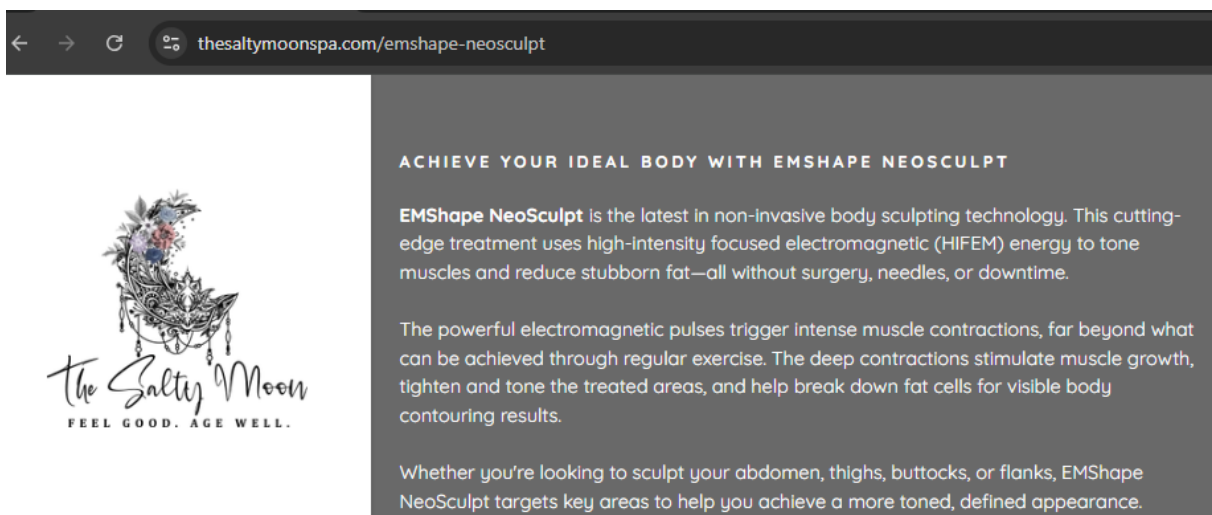 thesaltymoonspa.com/emshape-neosculpt
ACHIEVE YOUR IDEAL BODY WITH EMSHAPE NEOSCULPT
EMShape NeoSculpt is the latest in non-invasive body sculpting technology. This cutting-
edge treatment uses high-intensity focused electromagnetic (HIFEM) energy to tone
muscles and reduce stubborn fat—all without surgery, needles, or downtime.
The powerful electromagnetic pulses trigger intense muscle contractions, far beyond what
can be achieved through regular exercise. The deep contractions stimulate muscle growth,
tighten and tone the treated areas, and help break down fat cells for visible body
contouring results.
Whether you're looking to sculpt your abdomen, thighs, buttocks, or flanks, EMShape
NeoSculpt targets key areas to help you achieve a more toned, defined appearance.
The Salty Moon
FEEL GOOD. AGE WELL.